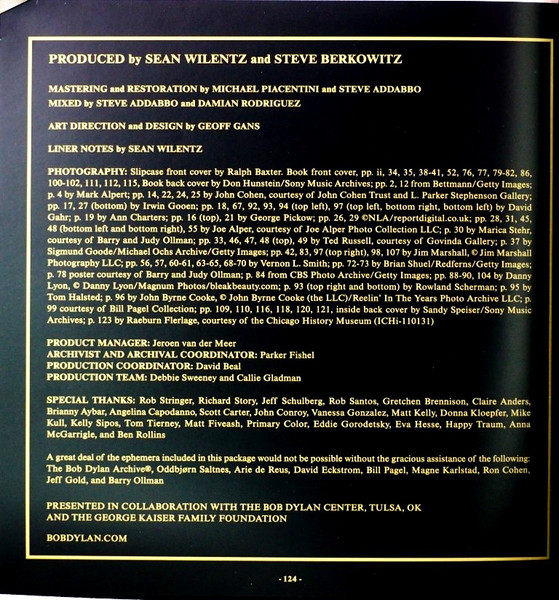 PRODUCED by SEAN WILENTZ and STEVE BERKOWITZ
MASTERING and RESTORATION by MICHAEL PIACENTINI and STEVE ADDABBO
MIXED by STEVE ADDABBO and DAMIAN RODRIGUEZ
ART DIRECTION and DESIGN by GEOFF GANS
LINER NOTES by SEAN WILENTZ
PHOTOGRAPHY: Slipcase front cover by Ralph Baxter. Book front cover, pp. ii, 34, 35, 38-41, 52, 76, 77, 79-82, 86,
100-102, 111, 112, 115, Book back cover by Don Hunstein/Sony Music Archives; pp. 2, 12 from Bettmann/Getty Images;
p. 4 by Mark Alpert; pp. 14, 22, 24, 25 by John Cohen, courtesy of John Cohen Trust and L. Parker Stephenson Gallery;
pp. 17, 27 (bottom) by Irwin Gooen; pp. 18, 67, 92, 93, 94 (top left), 97 (top left, bottom right, bottom left) by David
Gahr; p. 19 by Ann Charters; pp. 16 (top), 21 by George Pickow; pp. 26, 29 ©NLA/reportdigital.co.uk; pp. 28, 31, 45,
48 (bottom left and bottom right), 55 by Joe Alper, courtesy of Joe Alper Photo Collection LLC; p. 30 by Marica Stehr,
courtesy of Barry and Judy Ollman; pp. 33, 46, 47, 48 (top), 49 by Ted Russell, courtesy of Govinda Gallery; p. 37 by
Sigmund Goode/Michael Ochs Archive/Getty Images; pp. 42, 83, 97 (top right), 98, 107 by Jim Marshall, © Jim Marshall
Photography LLC; pp. 56, 57, 60-61, 63-65, 68-70 by Vernon L. Smith; pp. 72-73 by Brian Shuel/Redferns/Getty Images;
p. 78 poster courtesy of Barry and Judy Ollman; p. 84 from CBS Photo Archive/Getty Images; pp. 88-90, 104 by Danny
Lyon, © Danny Lyon/Magnum Photos/bleakbeauty.com; p. 93 (top right and bottom) by Rowland Scherman; p. 95 by
Tom Halsted; p. 96 by John Byrne Cooke, © John Byrne Cooke (the LLC)/Reelin' In The Years Photo Archive LLC; p.
99 courtesy of Bill Pagel Collection; pp. 109, 110, 116, 118, 120, 121, inside back cover by Sandy Speiser/Sony Music
Archives; p. 123 by Raeburn Flerlage, courtesy of the Chicago History Museum (ICHi-110131)
PRODUCT MANAGER: Jeroen van der Meer
ARCHIVIST AND ARCHIVAL COORDINATOR: Parker Fishel
PRODUCTION COORDINATOR: David Beal
PRODUCTION TEAM: Debbie Sweeney and Callie Gladman
SPECIAL THANKS: Rob Stringer, Richard Story, Jeff Schulberg, Rob Santos, Gretchen Brennison, Claire Anders,
Brianny Aybar, Angelina Capodanno, Scott Carter, John Conroy, Vanessa Gonzalez, Matt Kelly, Donna Kloepfer, Mike
Kull, Kelly Sipos, Tom Tierney, Matt Fiveash, Primary Color, Eddie Gorodetsky, Eva Hesse, Happy Traum, Anna
McGarrigle, and Ben Rollins
A great deal of the ephemera included in this package would not be possible without the gracious assistance of the following:
The Bob Dylan Archive®, Oddbjørn Saltnes, Arie de Reus, David Eckstrom, Bill Pagel, Magne Karlstad, Ron Cohen,
Jeff Gold, and Barry Ollman
PRESENTED IN COLLABORATION WITH THE BOB DYLAN CENTER, TULSA, OK
AND THE GEORGE KAISER FAMILY FOUNDATION
BOBDYLAN.COM
- 124 -